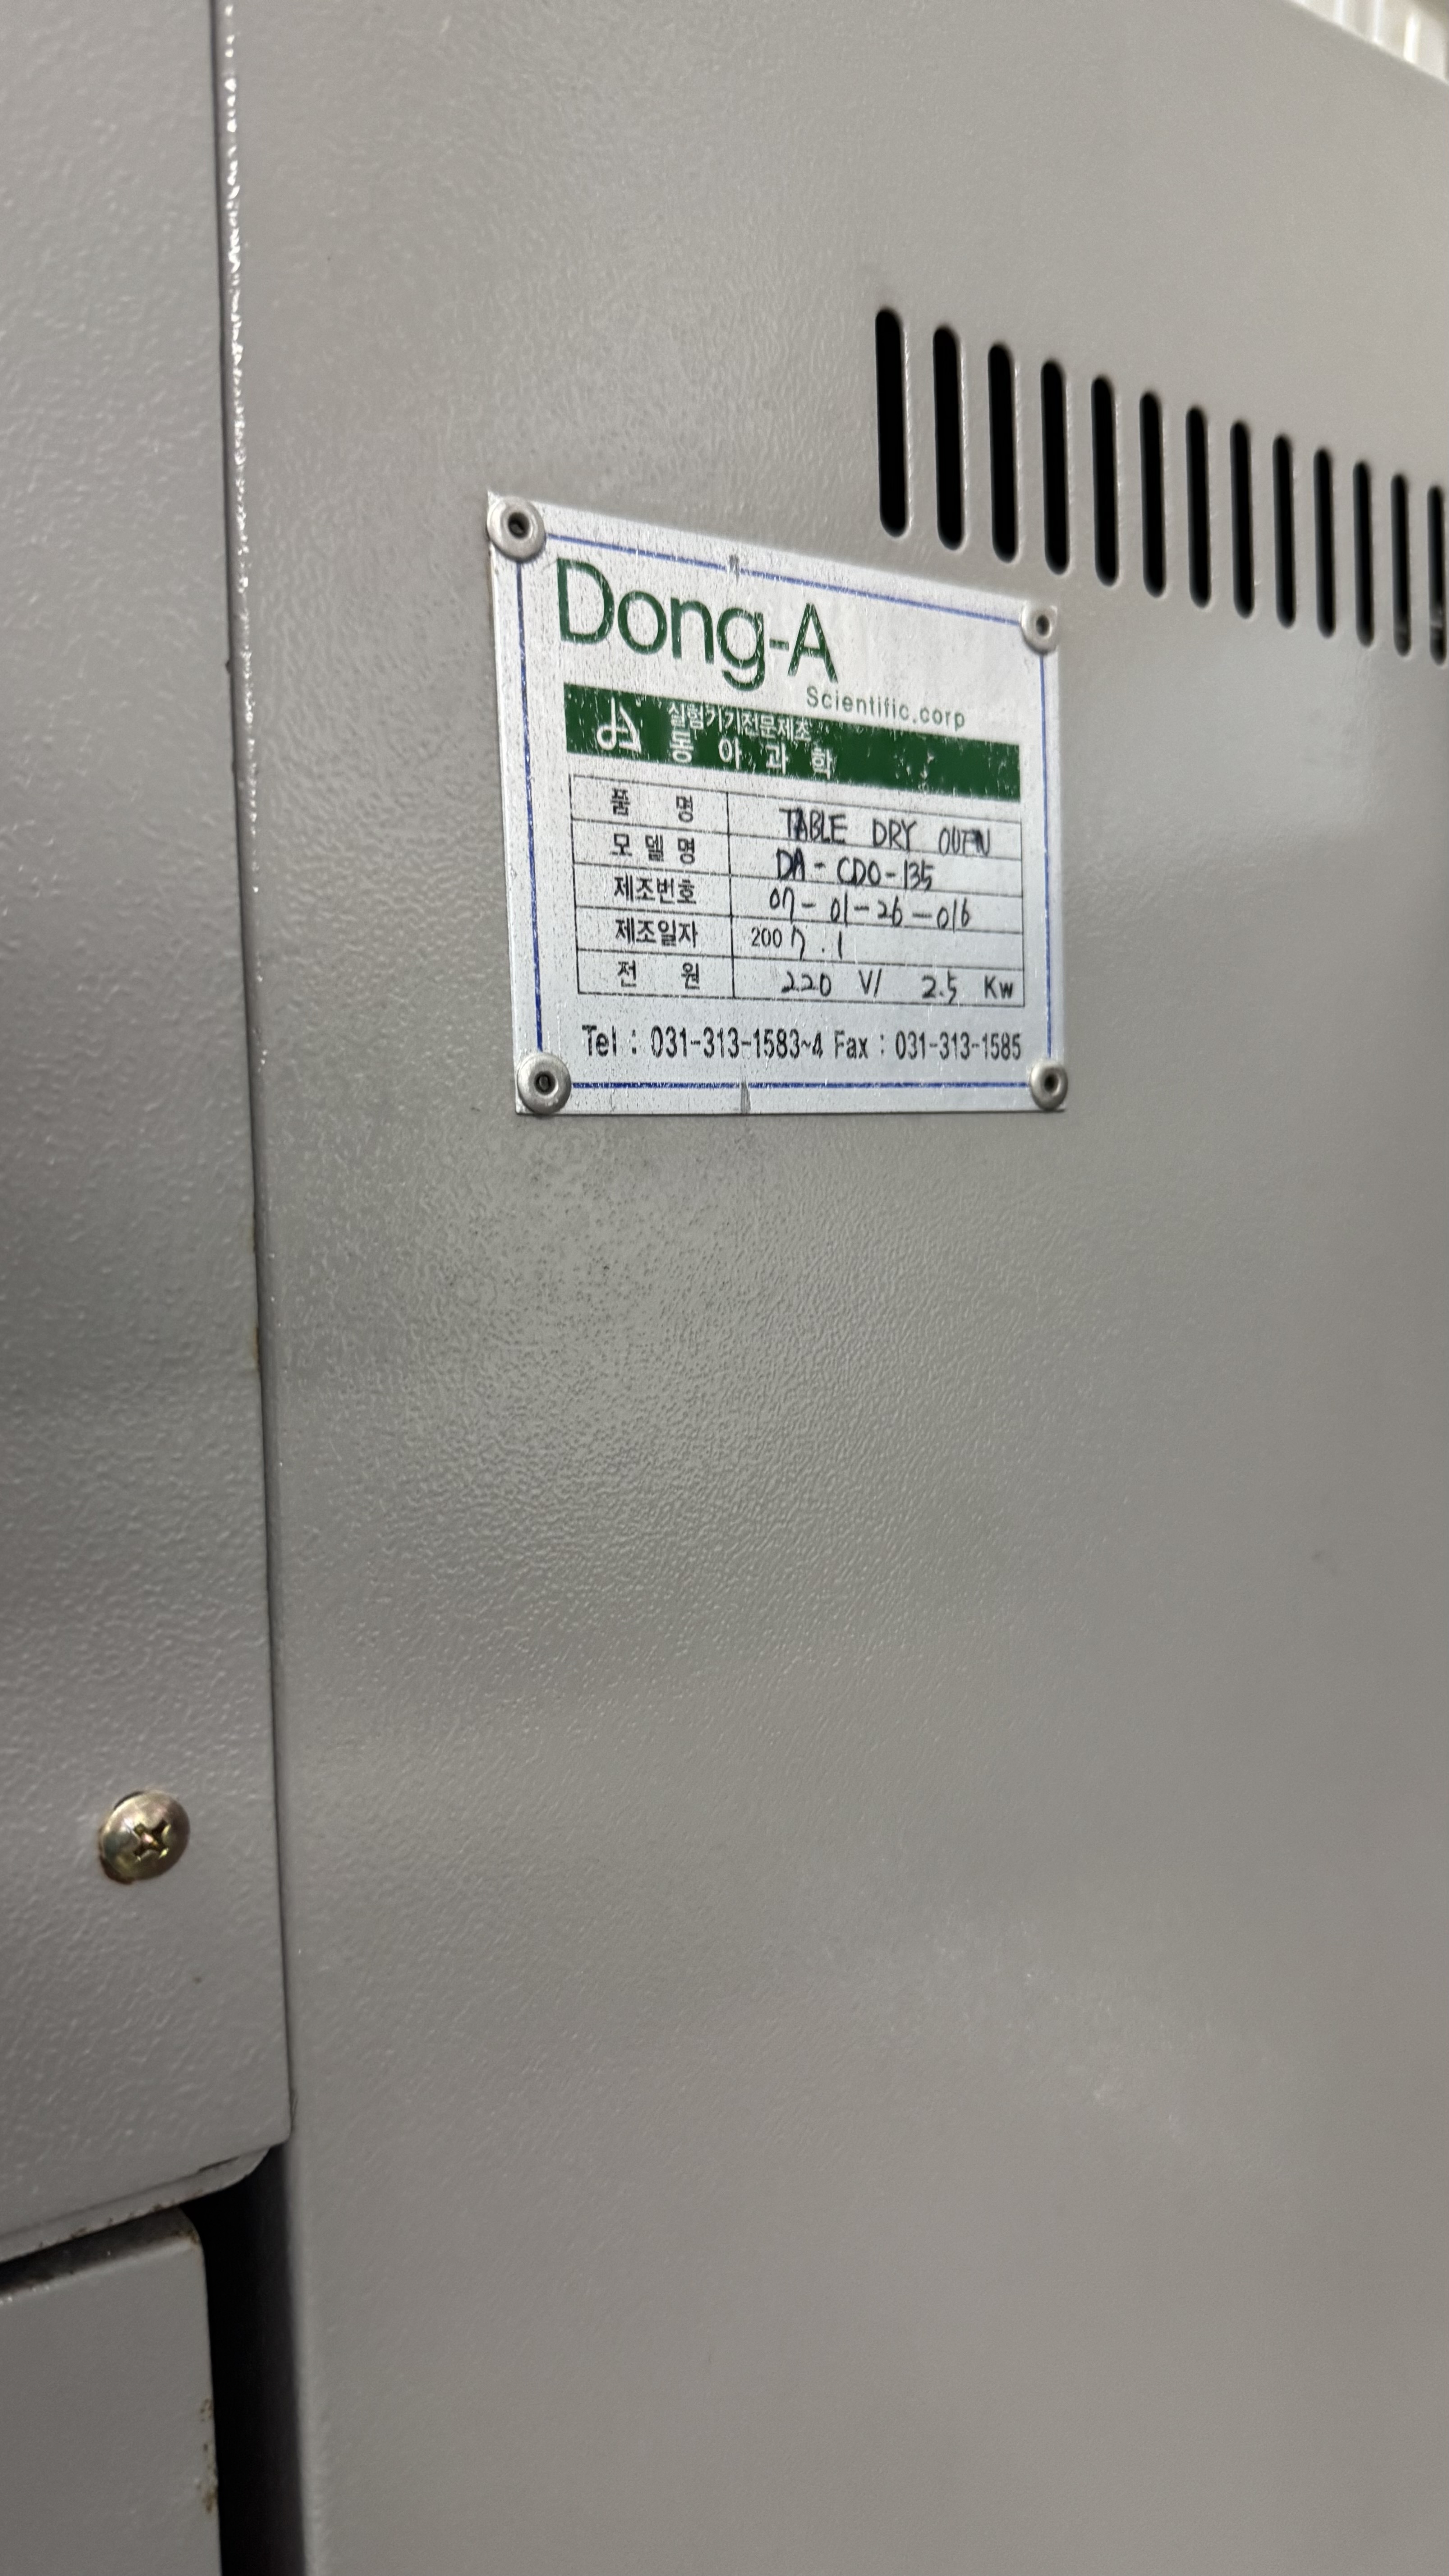 Dong-A
Scientific.corp
실험기기전문제조
동 아 과 학
품 명 TABLE DRY OVEN
모 델 명 DA-CDO-135
제조번호 07-01-26-016
제조일자 2007.1
전 원 220 V/ 2.5 Kw
Tel : 031-313-1583~4 Fax : 031-313-1585